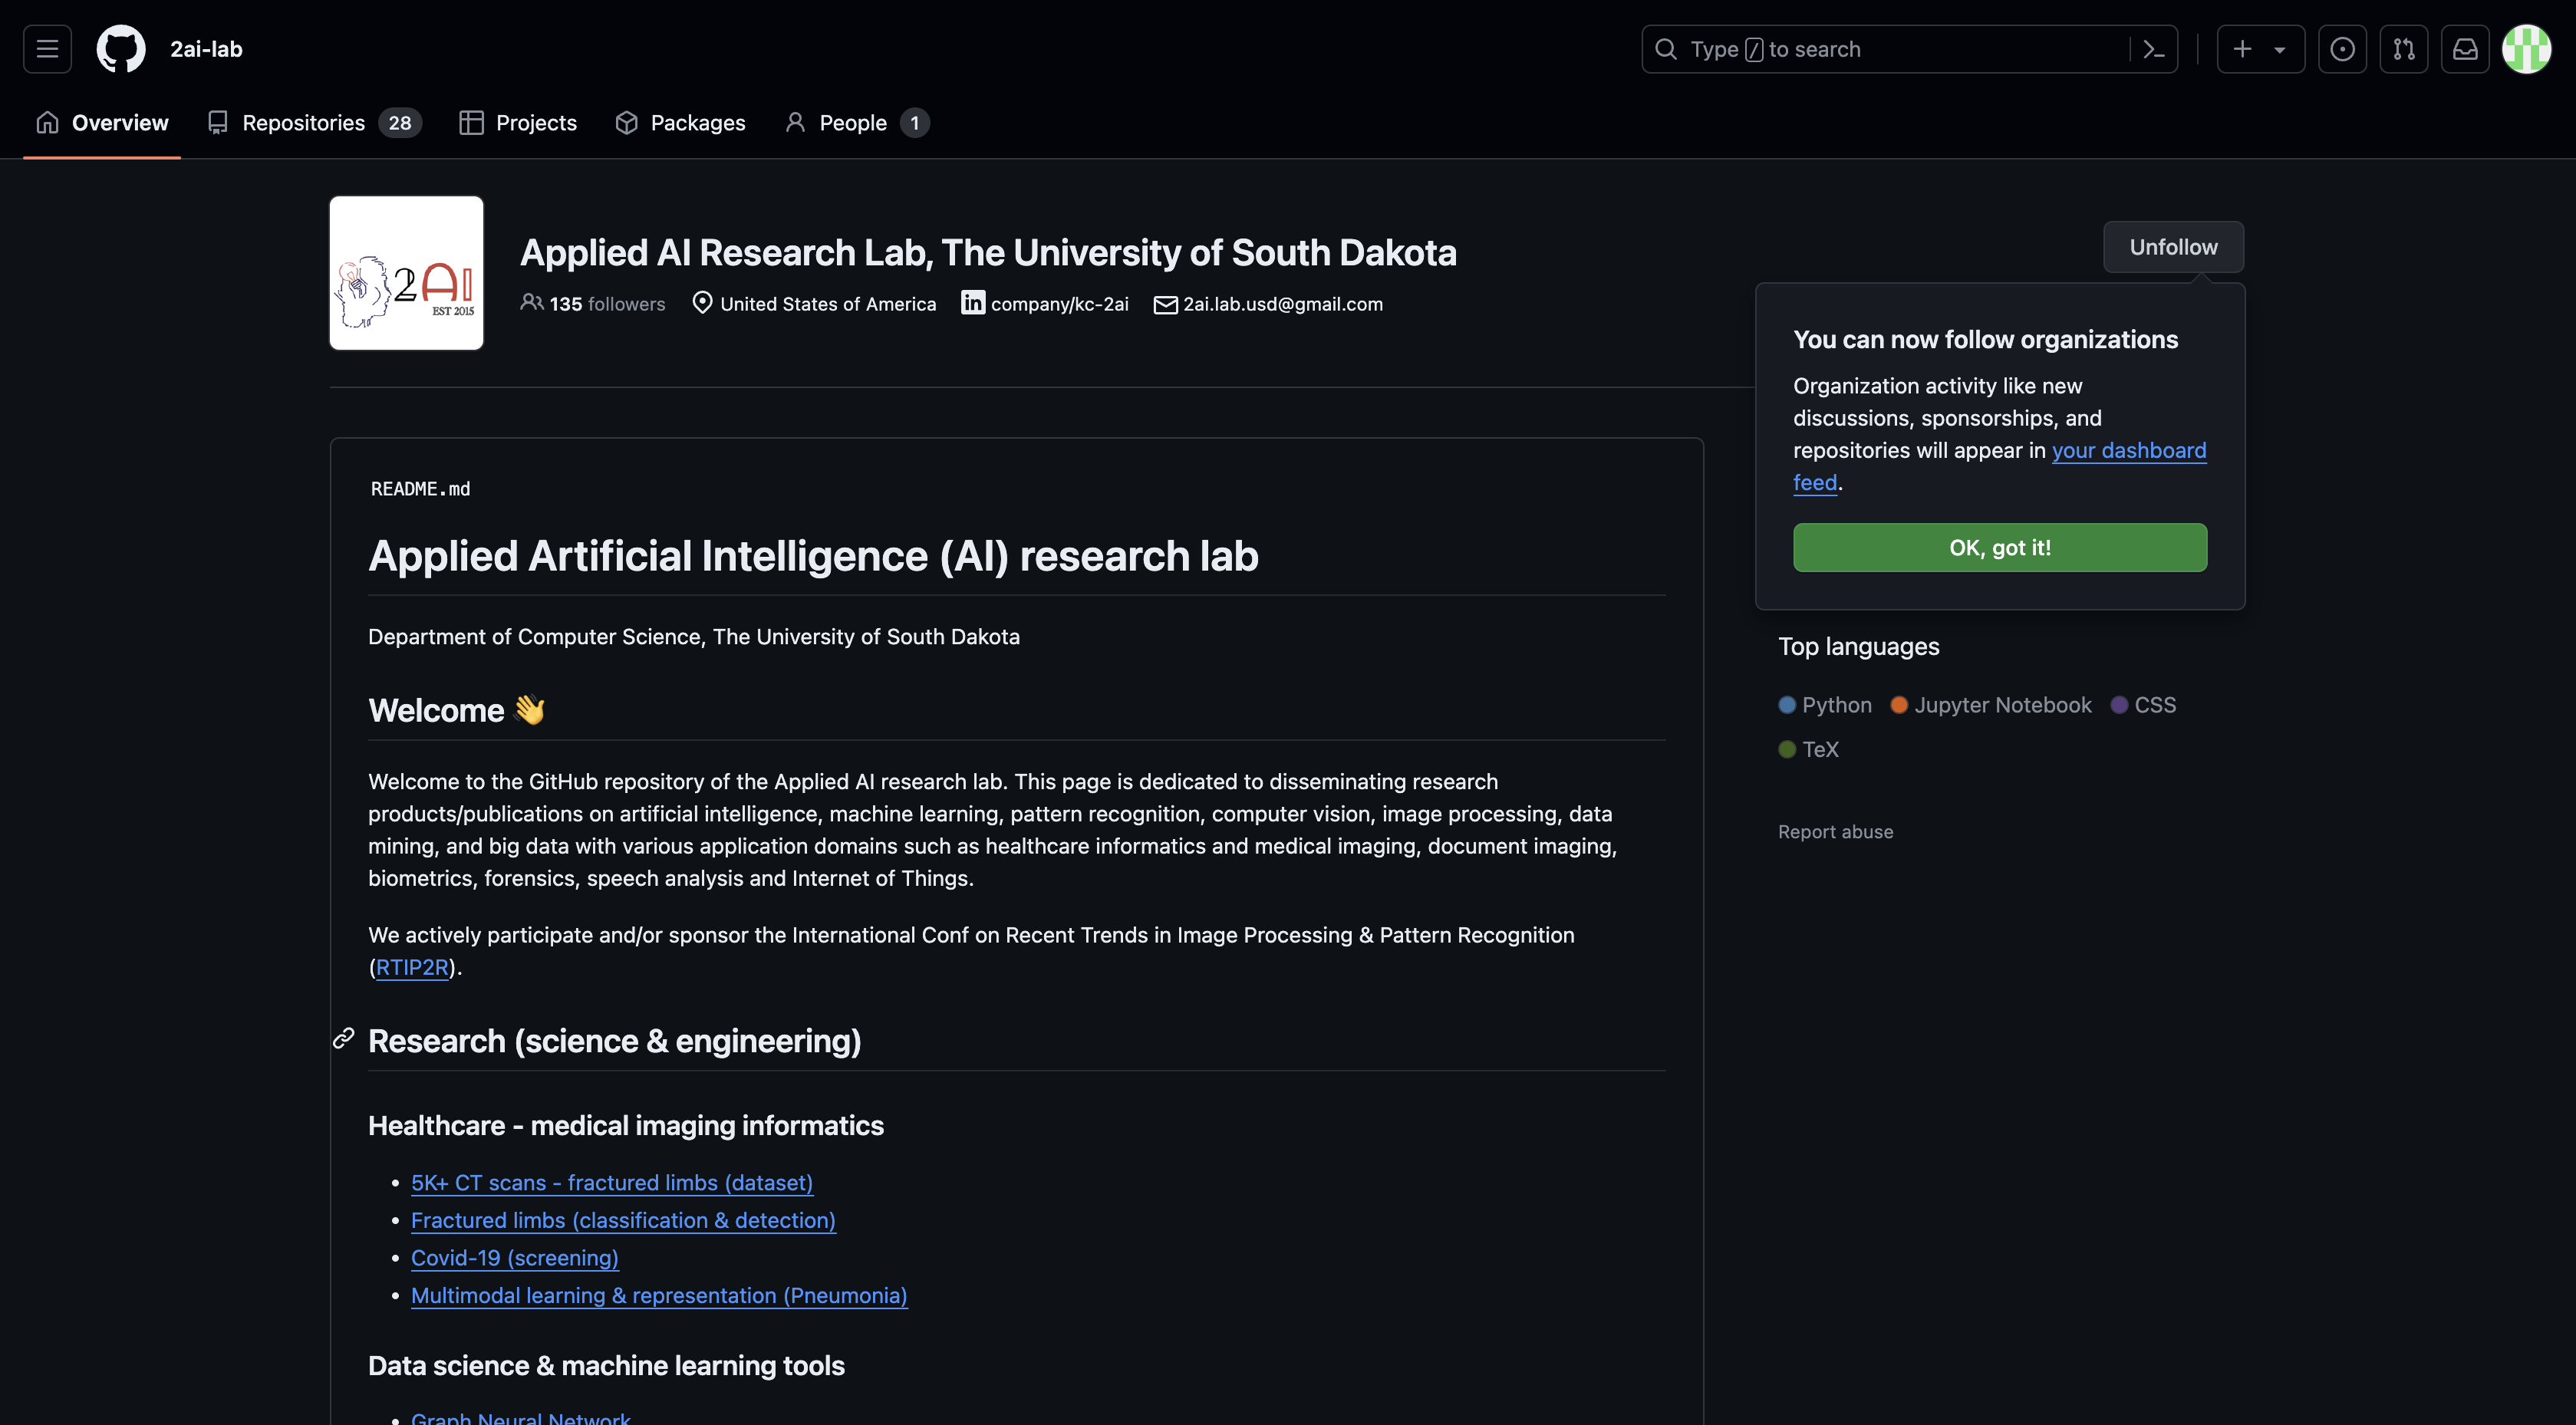 2ai-lab
Type / to search
Overview
Repositories 28
Projects
Packages
People 1
2AI
EST 2015
Applied AI Research Lab, The University of South Dakota
135 followers United States of America in company/kc-2ai 2ai.lab.usd@gmail.com
Unfollow
You can now follow organizations
Organization activity like new
discussions, sponsorships, and
repositories will appear in your dashboard
feed.
OK, got it!
README.md
Applied Artificial Intelligence (AI) research lab
Department of Computer Science, The University of South Dakota
Welcome 👋
Welcome to the GitHub repository of the Applied AI research lab. This page is dedicated to disseminating research
products/publications on artificial intelligence, machine learning, pattern recognition, computer vision, image processing, data
mining, and big data with various application domains such as healthcare informatics and medical imaging, document imaging,
biometrics, forensics, speech analysis and Internet of Things.
We actively participate and/or sponsor the International Conf on Recent Trends in Image Processing & Pattern Recognition
(RTIP2R).
Research (science & engineering)
Healthcare - medical imaging informatics
• 5K+ CT scans - fractured limbs (dataset)
• Fractured limbs (classification & detection)
• Covid-19 (screening)
• Multimodal learning & representation (Pneumonia)
Data science & machine learning tools
• Graph Neural Network
Top languages
Python Jupyter Notebook CSS
TeX
Report abuse